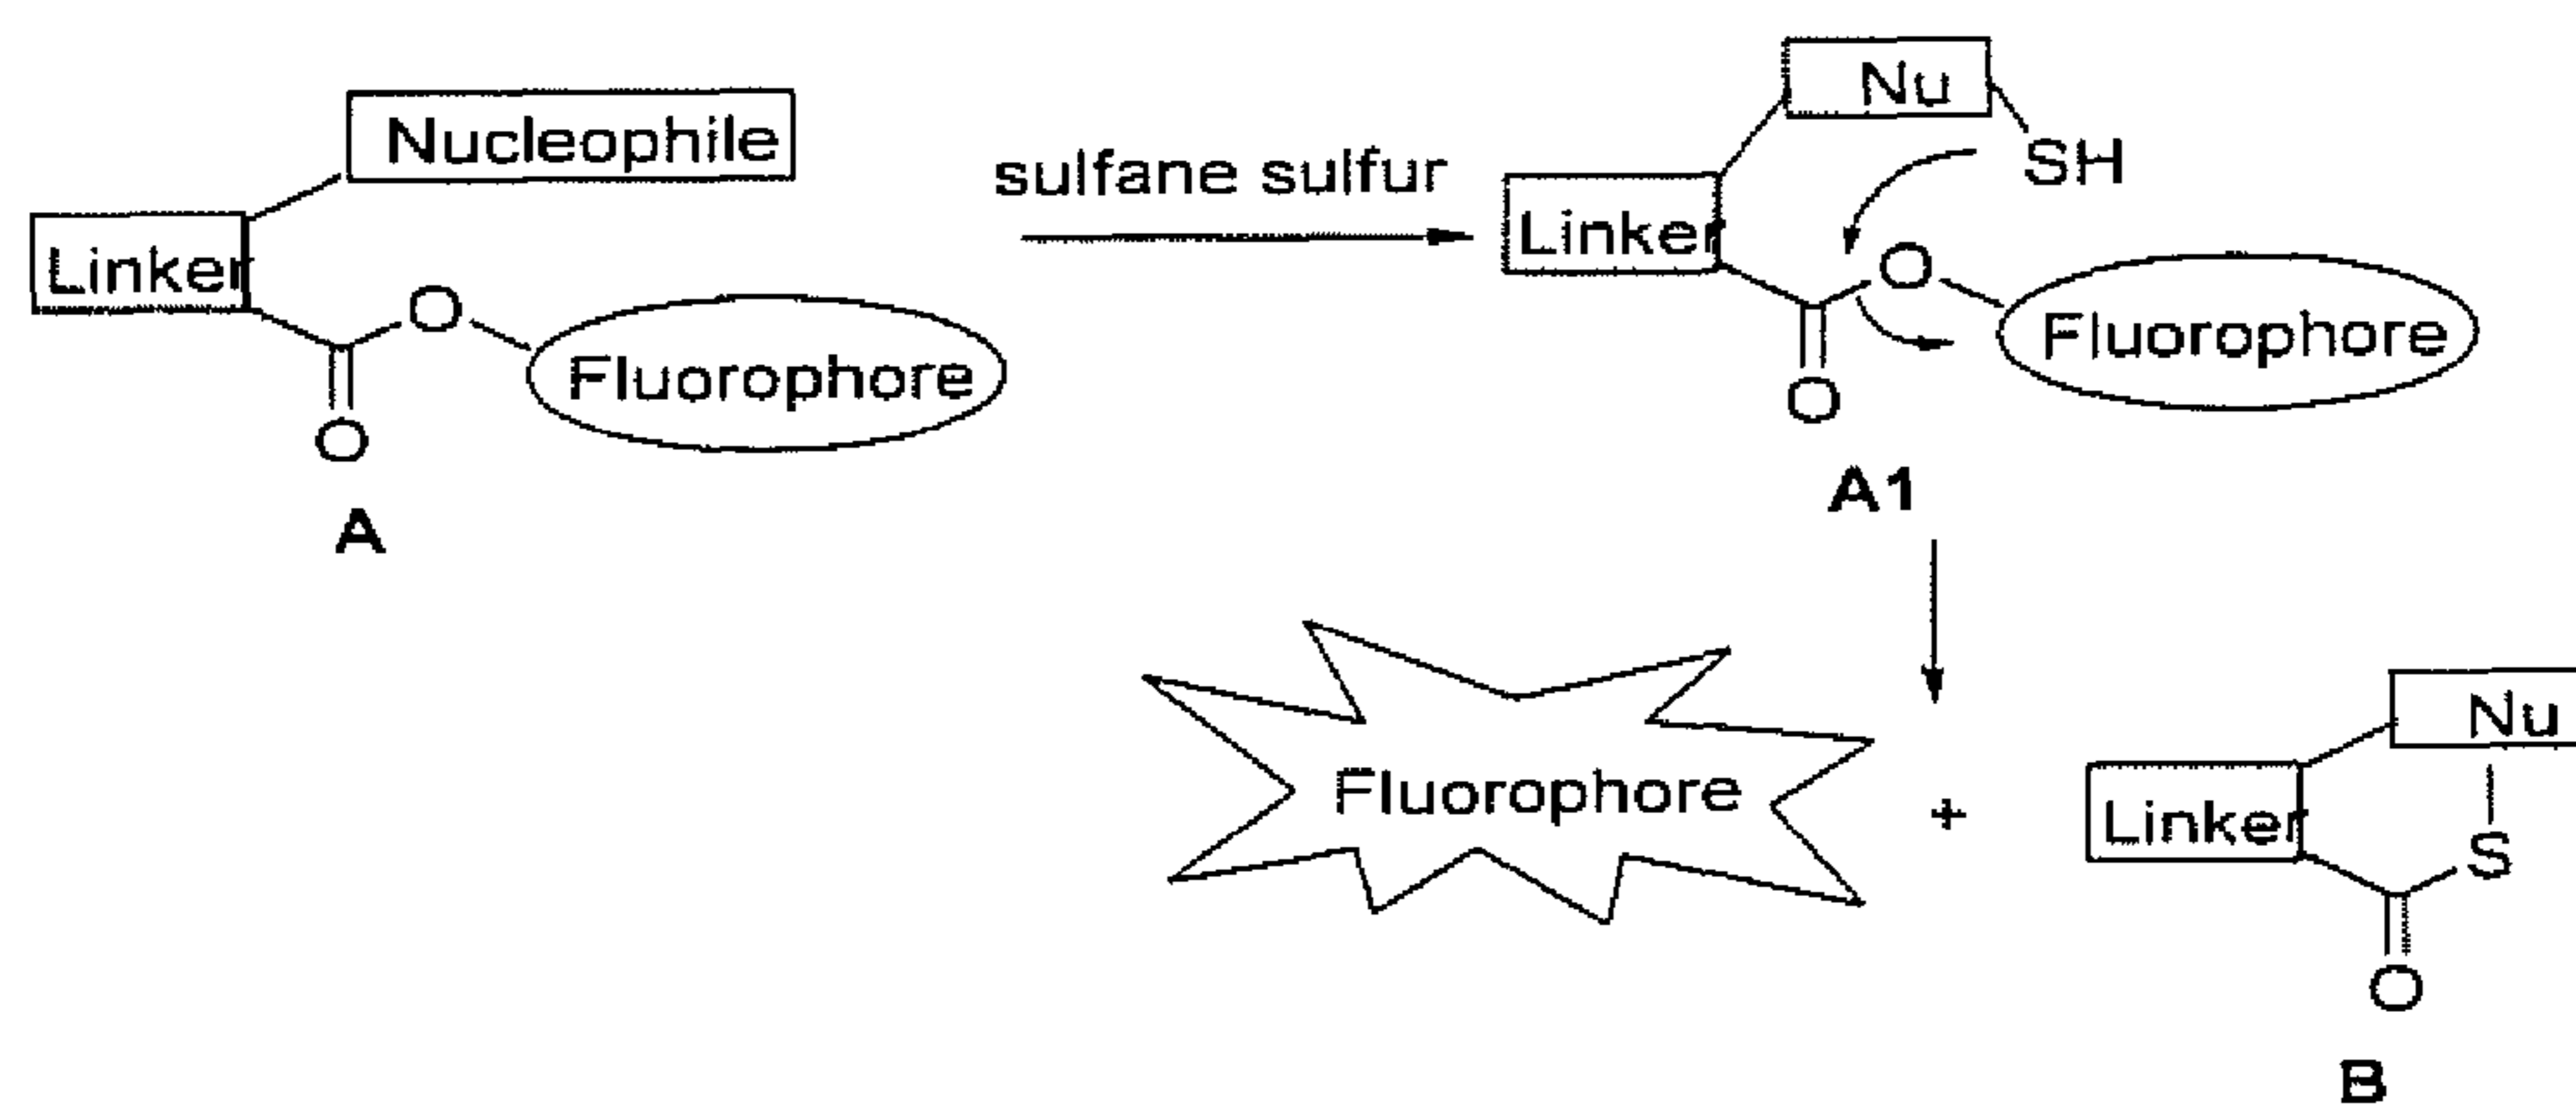 Nucleophile
Linker
O
Fluorophore
O
A
sulfane sulfur
Nu
SH
Linker
O
Fluorophore
O
A1
Fluorophore
+
Nu
Linker
S
O
B